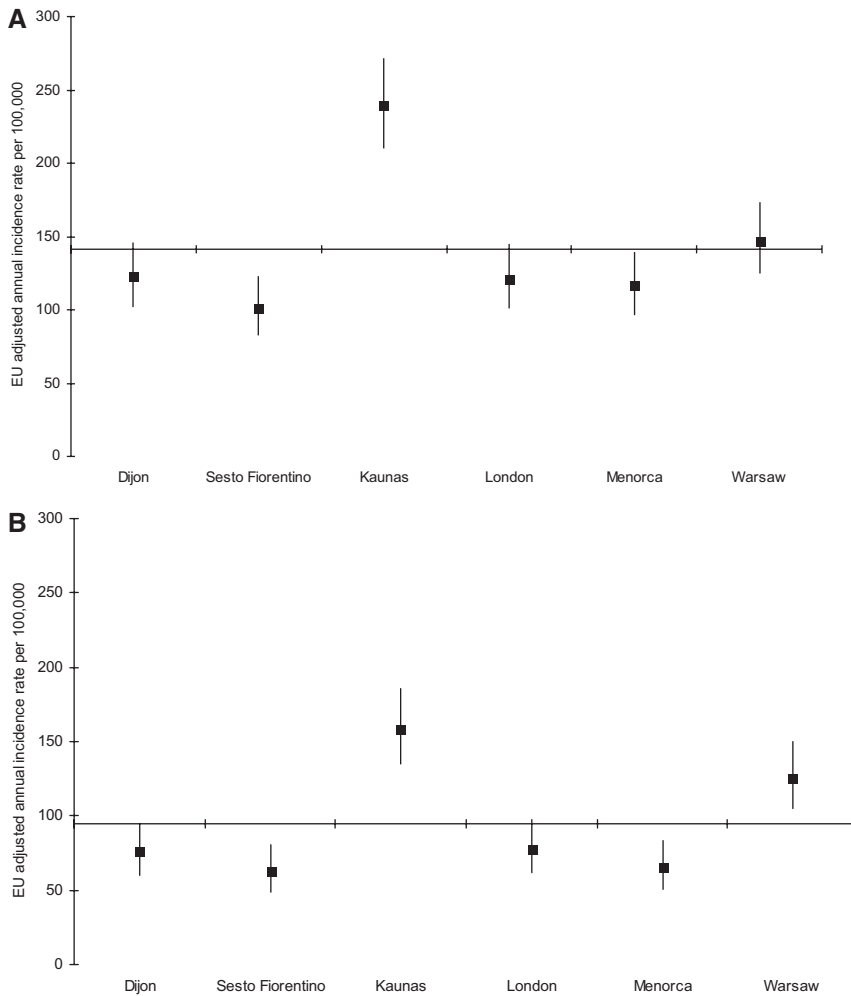 A
EU adjusted annual incidence rate per 100,000
300
250
200
150
100
50
0
Dijon Sesto Fiorentino Kaunas London Menorca Warsaw
B
EU adjusted annual incidence rate per 100,000
300
250
200
150
100
50
0
Dijon Sesto Fiorentino Kaunas London Menorca Warsaw